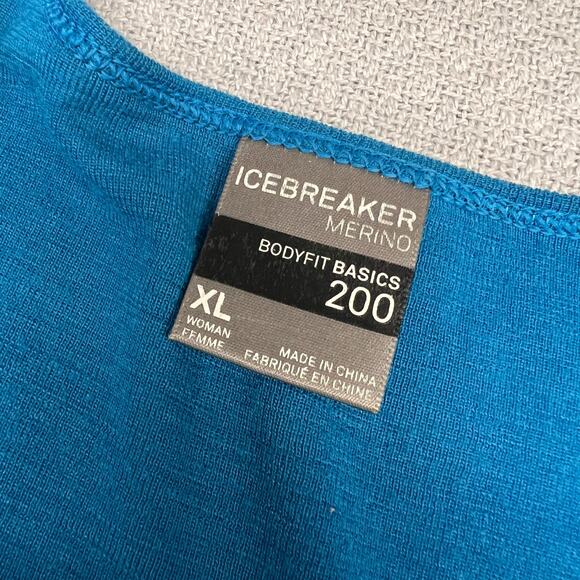 ICEBREAKER
MERINO
BODYFIT BASICS
200
XL
WOMAN
FEMME
MADE IN CHINA
FABRIQUÉ EN CHINE